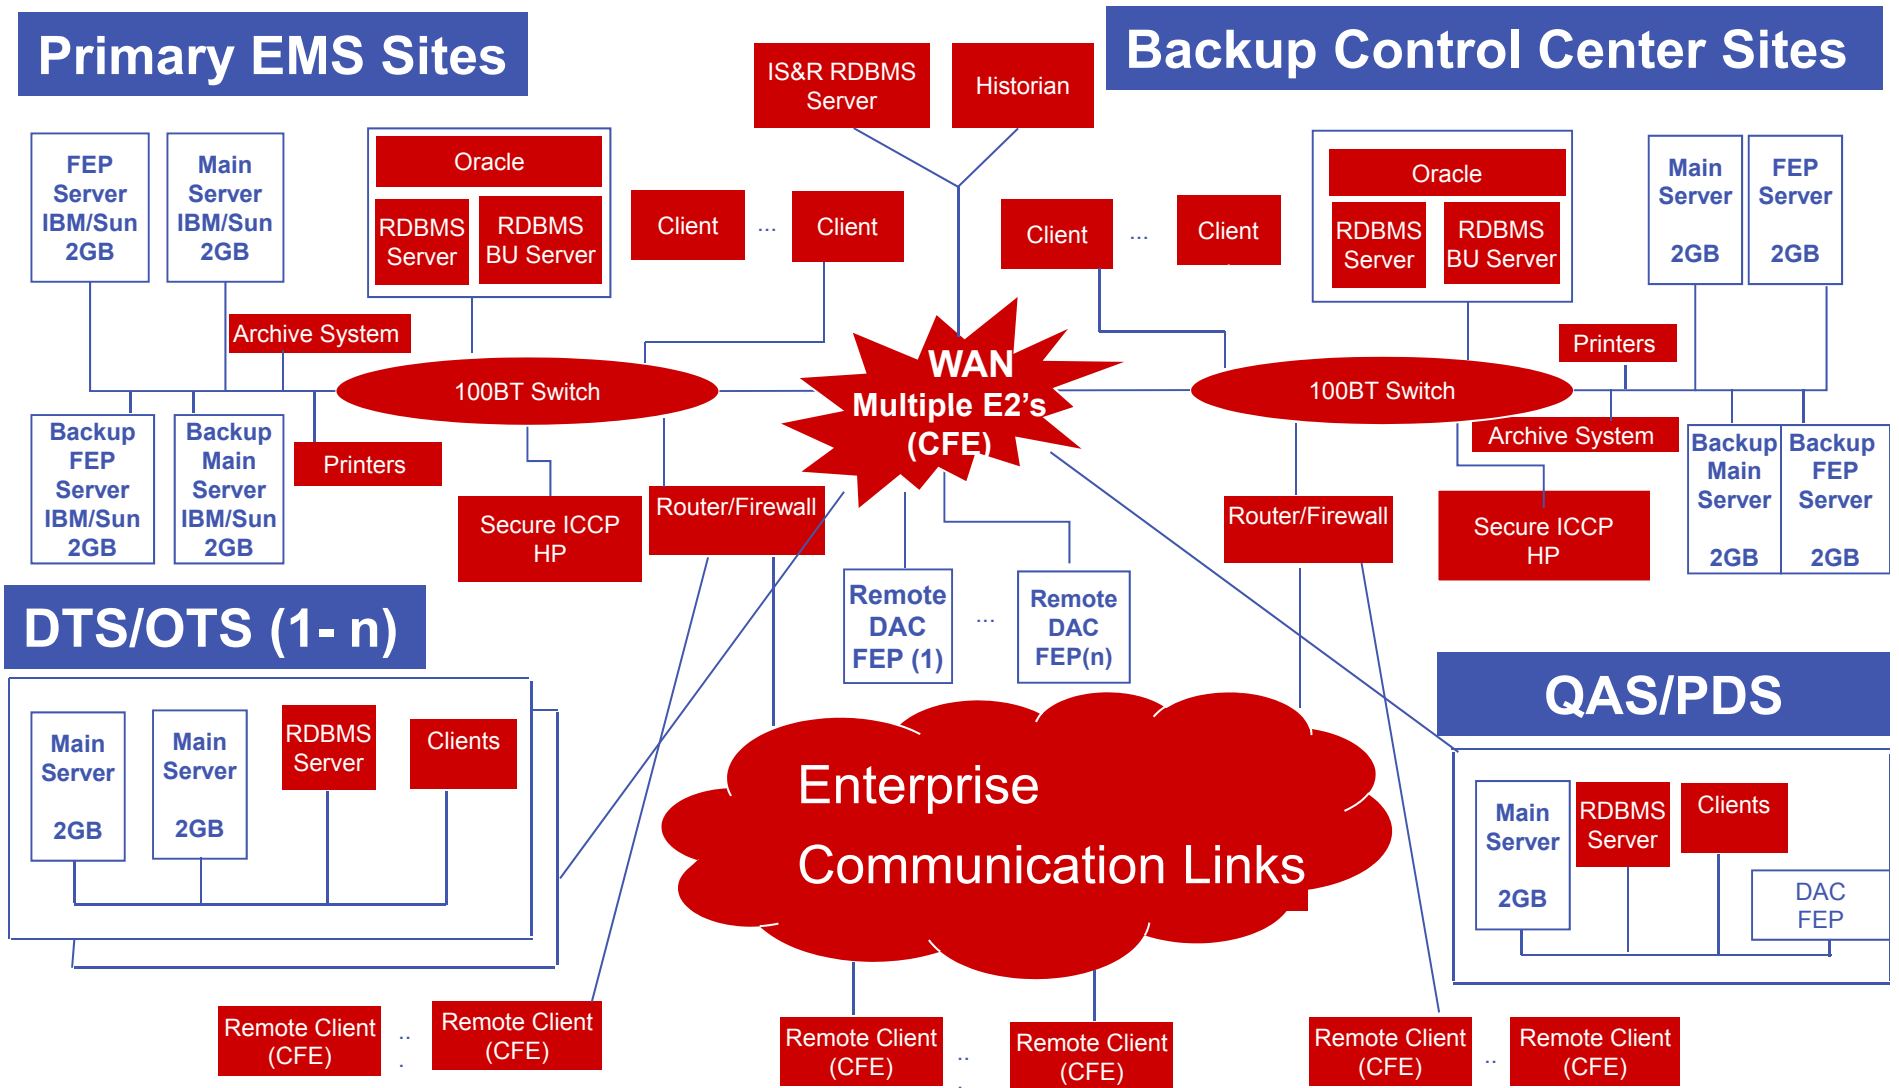 Primary EMS Sites
Backup Control Center Sites
IS&R RDBMS
Server
Historian
FEP
Server
IBM/Sun
2GB
Main
Server
IBM/Sun
2GB
Oracle
RDBMS
Server
RDBMS
BU Server
Client
...
Client
Client
...
Client
Oracle
RDBMS
Server
RDBMS
BU Server
Main
Server
2GB
FEP
Server
2GB
Archive System
100BT Switch
WAN
Multiple E2's
(CFE)
100BT Switch
Printers
Archive System
Backup
FEP
Server
IBM/Sun
2GB
Backup
Main
Server
IBM/Sun
2GB
Printers
Secure ICCP
HP
Router/Firewall
Router/Firewall
Secure ICCP
HP
Backup
Main
Server
2GB
Backup
FEP
Server
2GB
Remote
DAC
FEP (1)
...
Remote
DAC
FEP(n)
DTS/OTS (1- n)
QAS/PDS
Main
Server
2GB
Main
Server
2GB
RDBMS
Server
Clients
Enterprise
Communication Links
Main
Server
2GB
RDBMS
Server
Clients
DAC
FEP
Remote Client
(CFE)
..
.
Remote Client
(CFE)
Remote Client
(CFE)
..
.
Remote Client
(CFE)
Remote Client
(CFE)
..
Remote Client
(CFE)